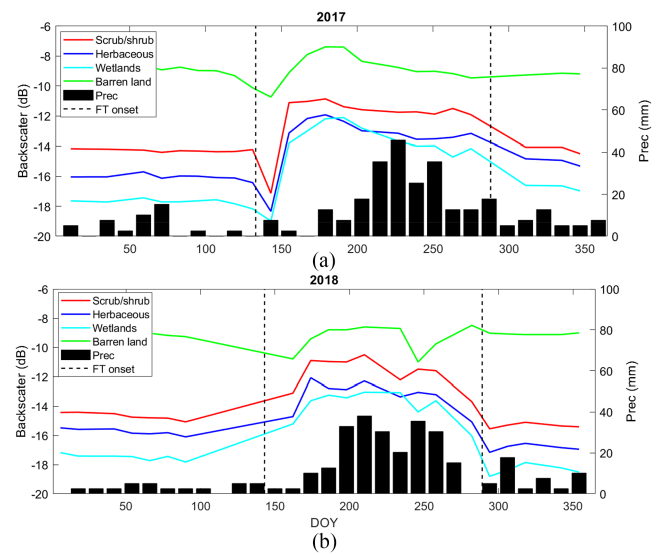 2017
-6
-8
-10
-12
-14
-16
-18
-20
Backscater (dB)
Scrub/shrub
Herbaceous
Wetlands
Barren land
Prec
FT onset
100
80
60
40
20
0
Prec (mm)
50 100 150 200 250 300 350
(a)
2018
-6
-8
-10
-12
-14
-16
-18
-20
Backscater (dB)
Scrub/shrub
Herbaceous
Wetlands
Barren land
Prec
FT onset
100
80
60
40
20
0
Prec (mm)
50 100 150 200 250 300 350
DOY
(b)